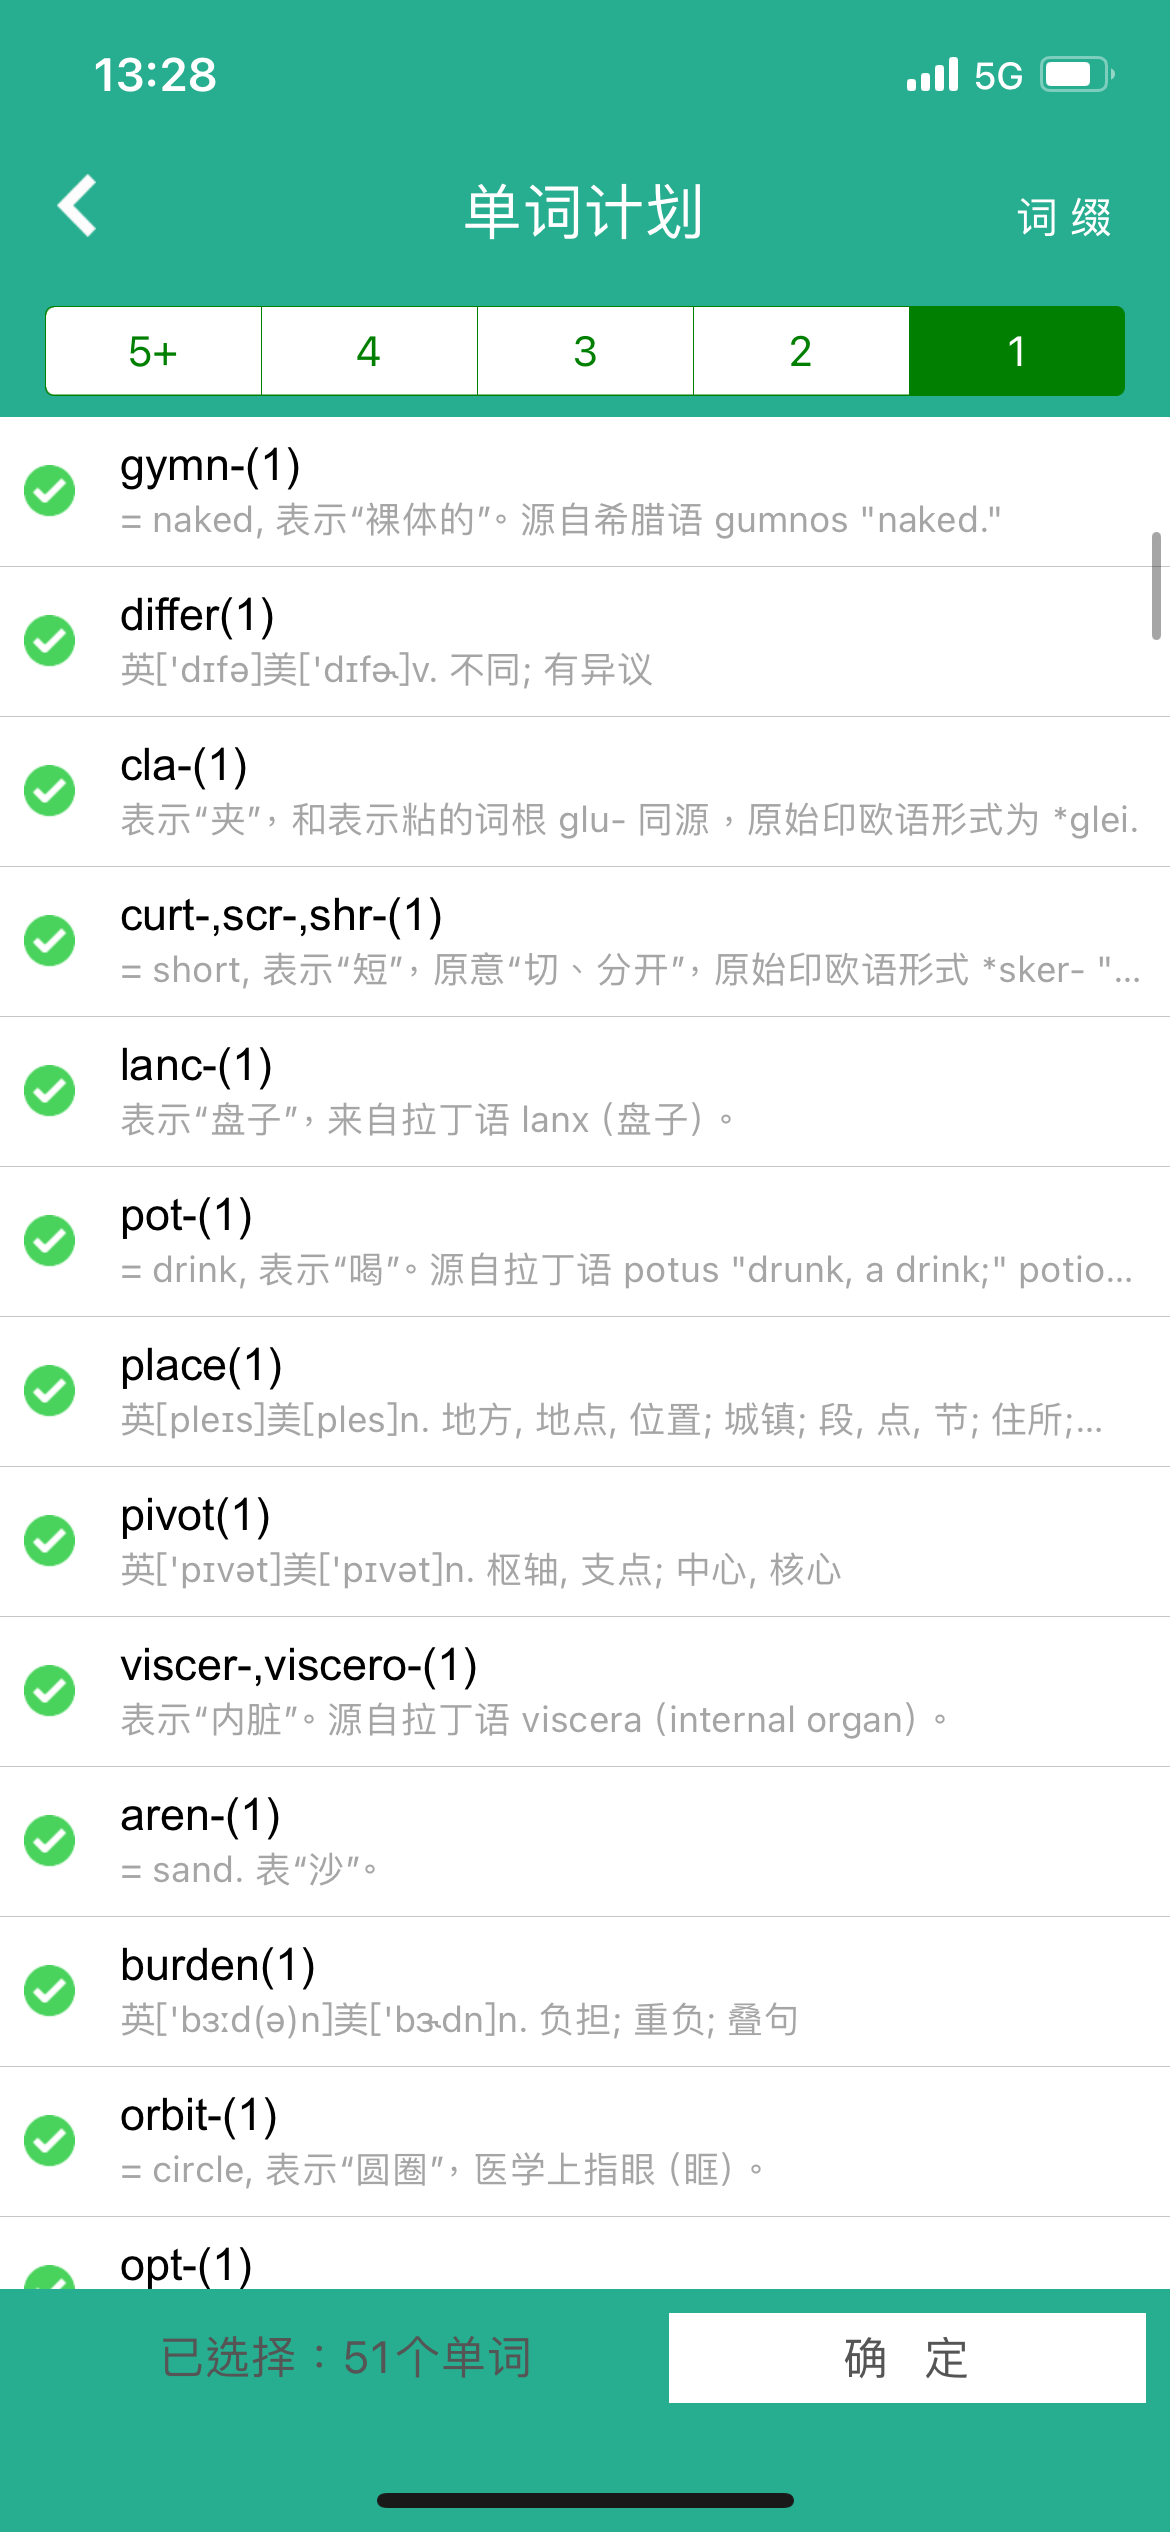 13:28
5G
单词计划
词 缀
5+
4
3
2
1
gymn-(1)
= naked, 表示“裸体的”。源自希腊语 gumnos "naked."
differ(1)
英['dɪfə]美['dɪfɚ]v. 不同; 有异议
cla-(1)
表示“夹”，和表示粘的词根 glu- 同源，原始印欧语形式为 *glei.
curt-,scr-,shr-(1)
= short, 表示“短”，原意“切、分开”，原始印欧语形式 *sker- "...
lanc-(1)
表示“盘子”，来自拉丁语 lanx（盘子）。
pot-(1)
= drink, 表示“喝”。源自拉丁语 potus "drunk, a drink;" potio...
place(1)
英[pleɪs]美[ples]n. 地方, 地点, 位置; 城镇; 段, 点, 节; 住所;...
pivot(1)
英['pɪvət]美['pɪvət]n. 枢轴, 支点; 中心, 核心
viscer-,viscero-(1)
表示“内脏”。源自拉丁语 viscera（internal organ）。
aren-(1)
= sand. 表“沙”。
burden(1)
英['bɜːd(ə)n]美['bɝdn]n. 负担; 重负; 叠句
orbit-(1)
= circle, 表示“圆圈”，医学上指眼（眶）。
opt-(1)
已选择：51个单词
确 定